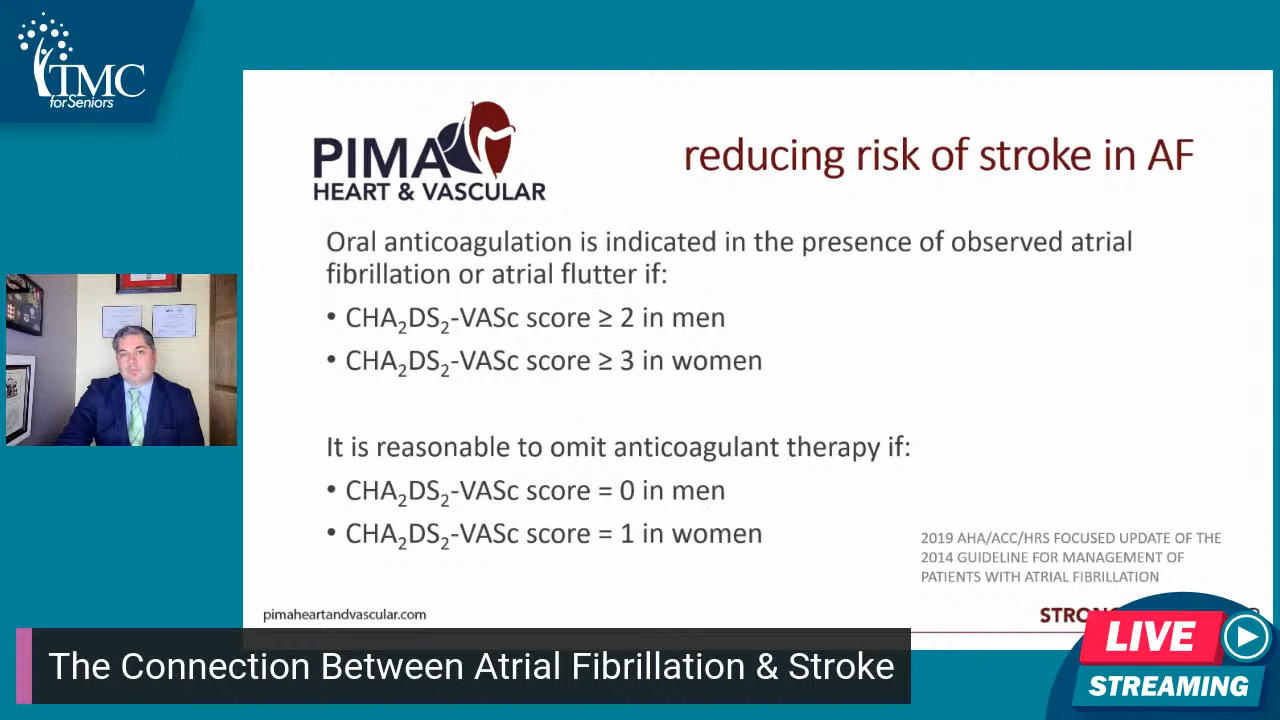 TMC
for Seniors
PIMA
HEART & VASCULAR
reducing risk of stroke in AF
Oral anticoagulation is indicated in the presence of observed atrial
fibrillation or atrial flutter if:
• CHA₂DS₂-VASc score ≥ 2 in men
• CHA₂DS₂-VASc score ≥ 3 in women
It is reasonable to omit anticoagulant therapy if:
• CHA₂DS₂-VASc score = 0 in men
• CHA₂DS₂-VASc score = 1 in women
2019 AHA/ACC/HRS FOCUSED UPDATE OF THE
2014 GUIDELINE FOR MANAGEMENT OF
PATIENTS WITH ATRIAL FIBRILLATION
pimaheartandvascular.com
The Connection Between Atrial Fibrillation & Stroke
LIVE
STREAMING